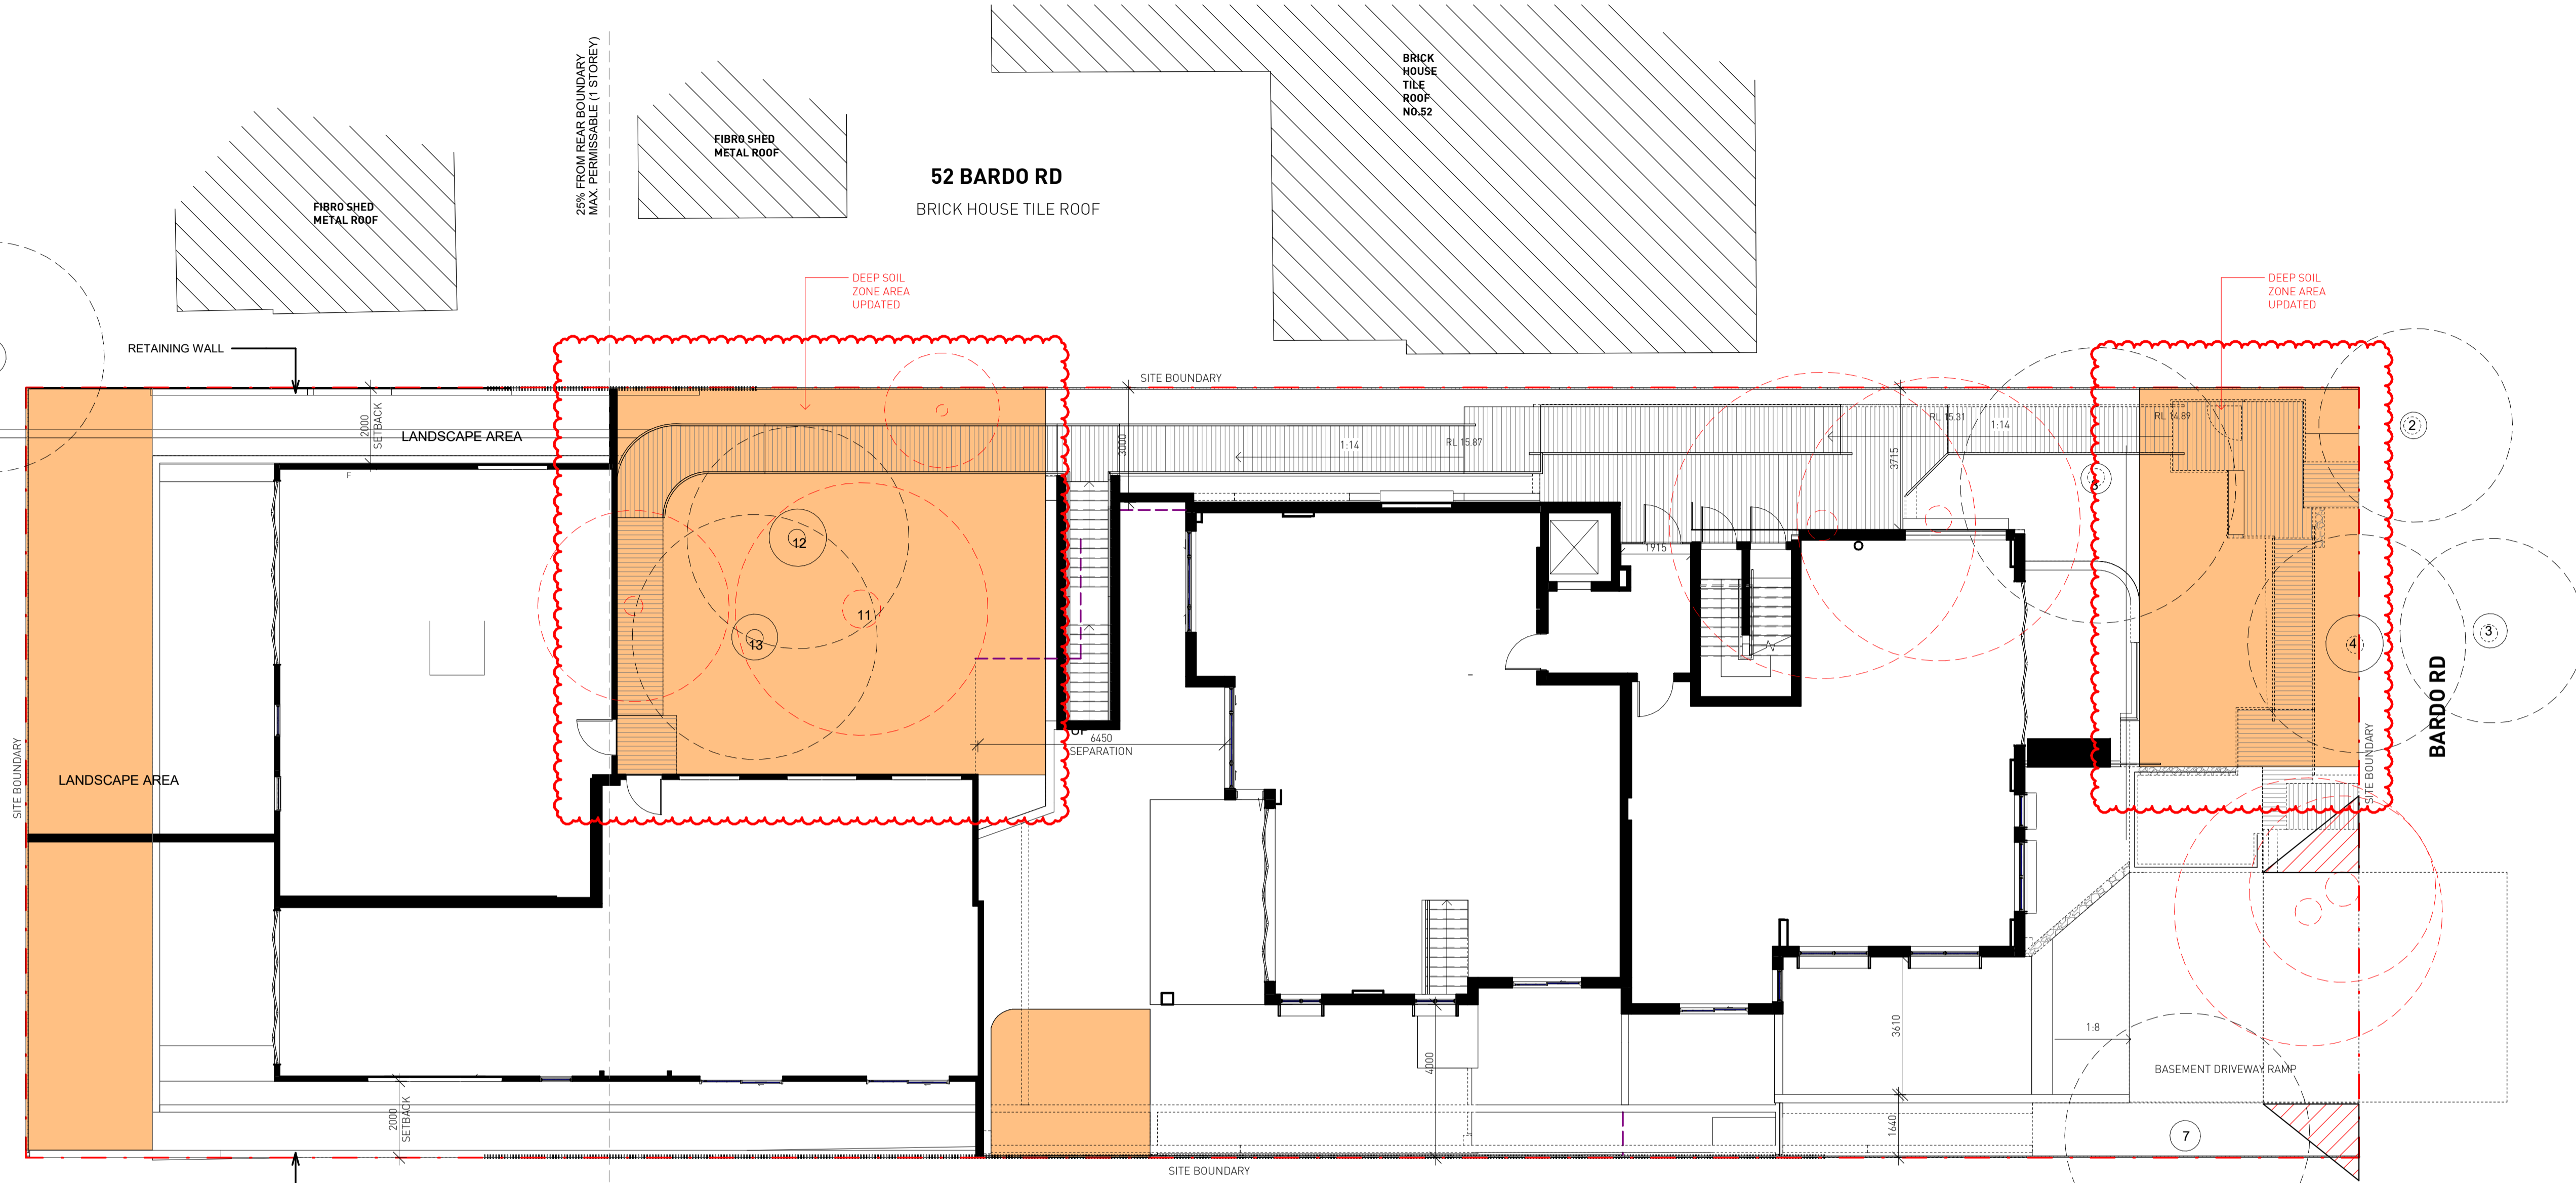 25% FROM REAR BOUNDARY
MAX. PERMISSABLE (1 STOREY)
BRICK
HOUSE
TILE
ROOF
NO.52
FIBRO SHED
METAL ROOF
52 BARDO RD
BRICK HOUSE TILE ROOF
FIBRO SHED
METAL ROOF
DEEP SOIL
ZONE AREA
UPDATED
DEEP SOIL
ZONE AREA
UPDATED
RETAINING WALL
SITE BOUNDARY
2000
SETBACK
LANDSCAPE AREA
F
3000
1:14
RL 15.87
3715
RL 15.31
1:14
RL 14.89
2
12
1915
11
13
4
3
BARDO RD
6450
SEPARATION
SITE BOUNDARY
LANDSCAPE AREA
SITE BOUNDARY
2000
SETBACK
4000
3610
1640
1:8
BASEMENT DRIVEWAY RAMP
7
SITE BOUNDARY